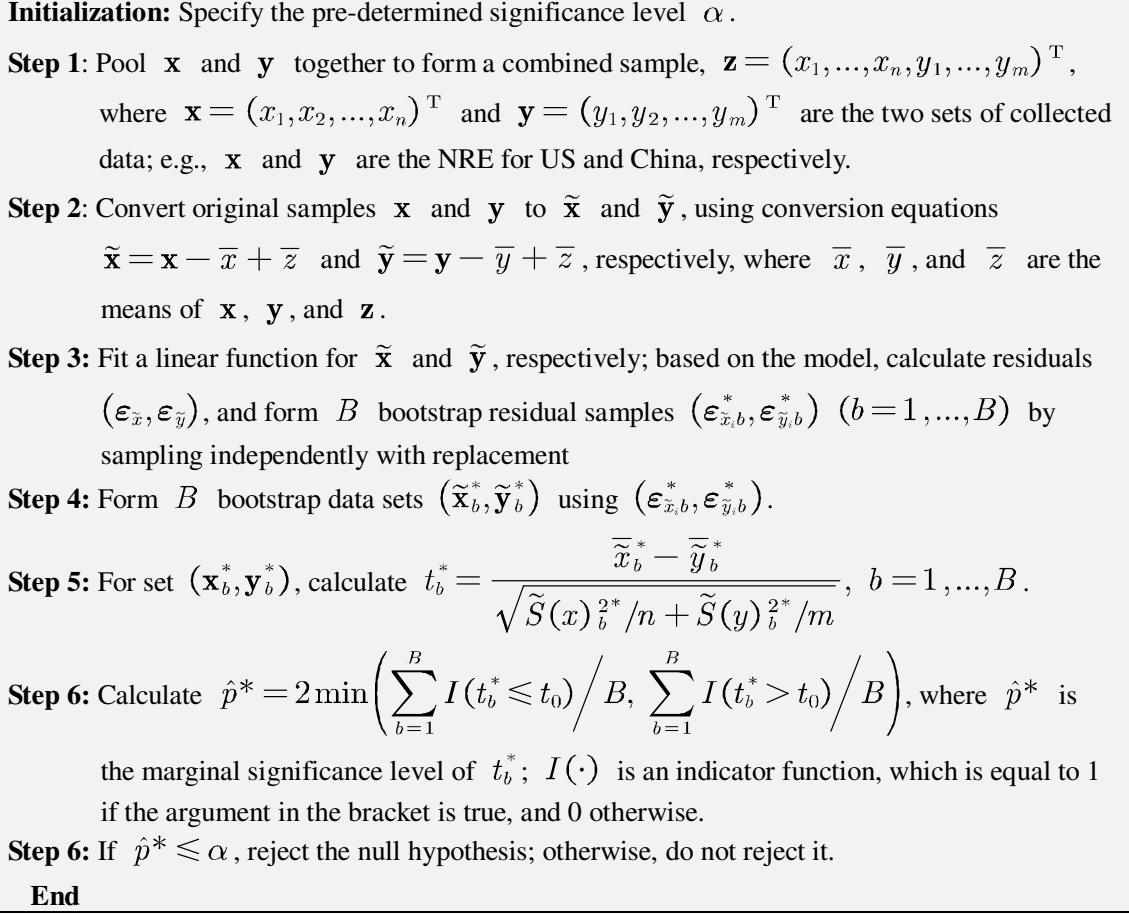 Initialization: Specify the pre-determined significance level α.
Step 1: Pool x and y together to form a combined sample, z = (x₁,...,xₙ,y₁,...,yₘ)ᵀ,
where x = (x₁,x₂,...,xₙ)ᵀ and y = (y₁,y₂,...,yₘ)ᵀ are the two sets of collected
data; e.g., x and y are the NRE for US and China, respectively.
Step 2: Convert original samples x and y to x̃ and ỹ, using conversion equations
x̃ = x − x̅ + z̅ and ỹ = y − y̅ + z̅, respectively, where x̅, y̅, and z̅ are the
means of x, y, and z.
Step 3: Fit a linear function for x̃ and ỹ, respectively; based on the model, calculate residuals
(ε_x̃, ε_ỹ), and form B bootstrap residual samples (ε*_{x̃ᵢb}, ε*_{ỹᵢb}) (b = 1,...,B) by
sampling independently with replacement
Step 4: Form B bootstrap data sets (x̃*_b, ỹ*_b) using (ε*_{x̃ᵢb}, ε*_{ỹᵢb}).
Step 5: For set (x*_b, y*_b), calculate t*_b = (x̃̅*_b − ỹ̅*_b) / √(S̃(x)²*_b/n + S̃(y)²*_b/m), b = 1,...,B.
Step 6: Calculate p̂* = 2 min(∑_{b=1}^{B} I(t*_b ⩽ t₀)/B, ∑_{b=1}^{B} I(t*_b > t₀)/B), where p̂* is
the marginal significance level of t*_b; I(·) is an indicator function, which is equal to 1
if the argument in the bracket is true, and 0 otherwise.
Step 6: If p̂* ⩽ α, reject the null hypothesis; otherwise, do not reject it.
End